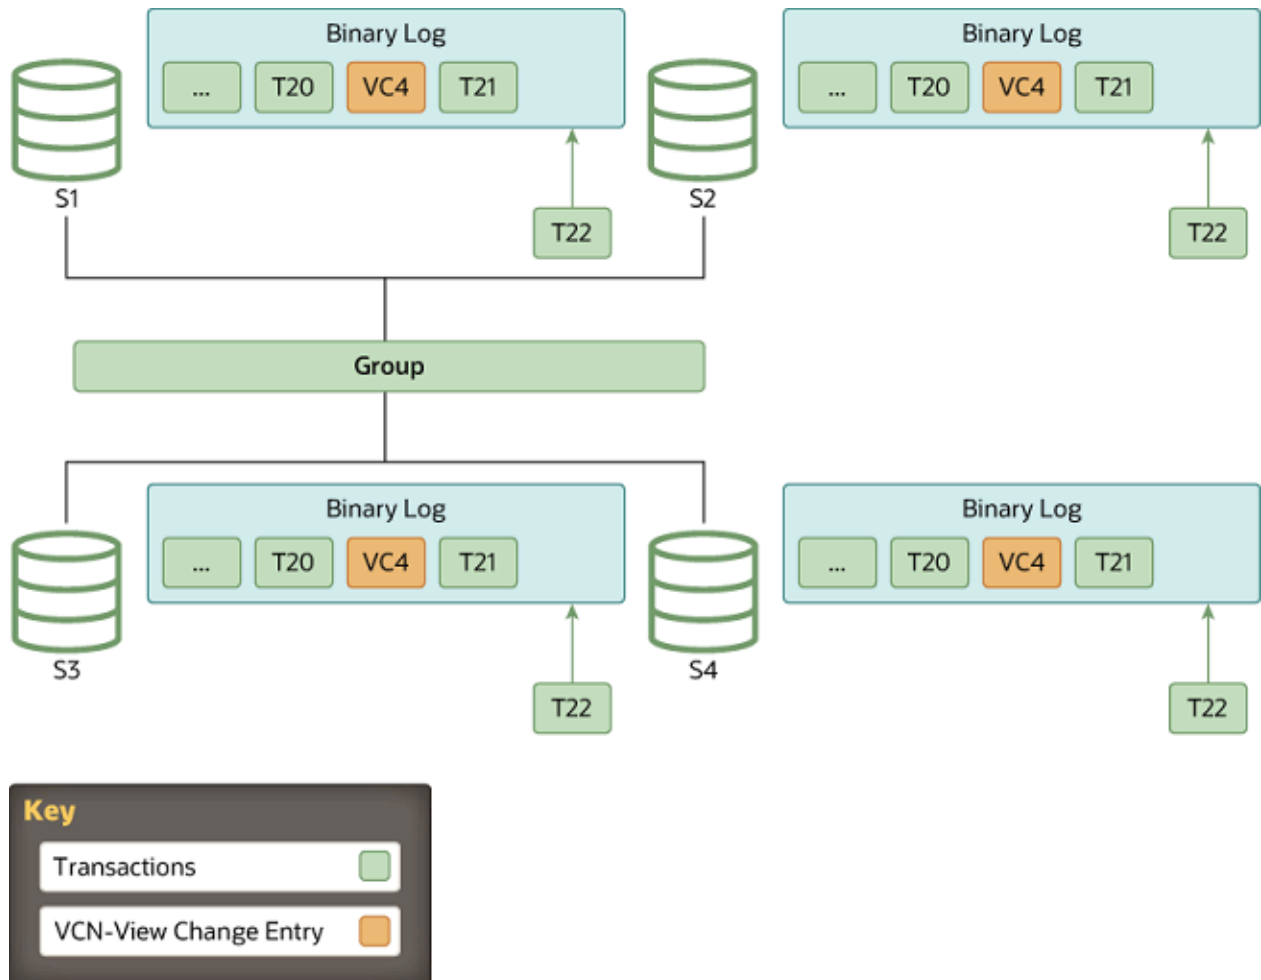 Binary Log
... T20 VC4 T21
S1
T22
Binary Log
... T20 VC4 T21
S2
T22
Group
Binary Log
... T20 VC4 T21
S3
T22
Binary Log
... T20 VC4 T21
S4
T22
Key
Transactions
VCN-View Change Entry